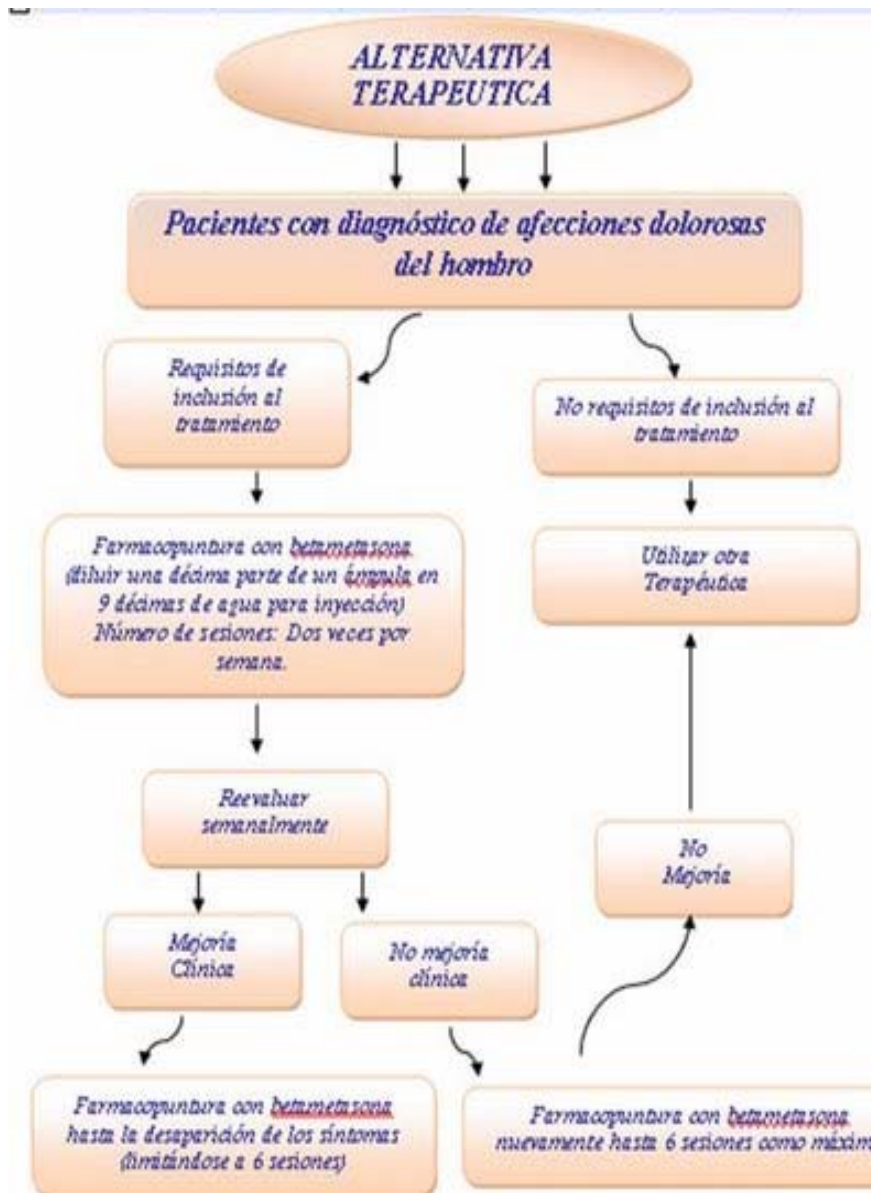 ALTERNATIVA
TERAPEUTICA
Pacientes con diagnóstico de afecciones dolorosas
del hombro
Requisitos de
inclusión al
tratamiento
No requisitos de inclusión al
tratamiento
Farmacopuntura con betametasona
(diluir una décima parte de un ámpula en
9 décimas de agua para inyección)
Número de sesiones: Dos veces por
semana.
Utilizar otra
Terapéutica
Reevaluar
semanalmente
No
Mejoría
Mejoría
Clínica
No mejoría
clínica
Farmacopuntura con betametasona
hasta la desaparición de los síntomas
(limitándose a 6 sesiones)
Farmacopuntura con betametasona
nuevamente hasta 6 sesiones como máxim